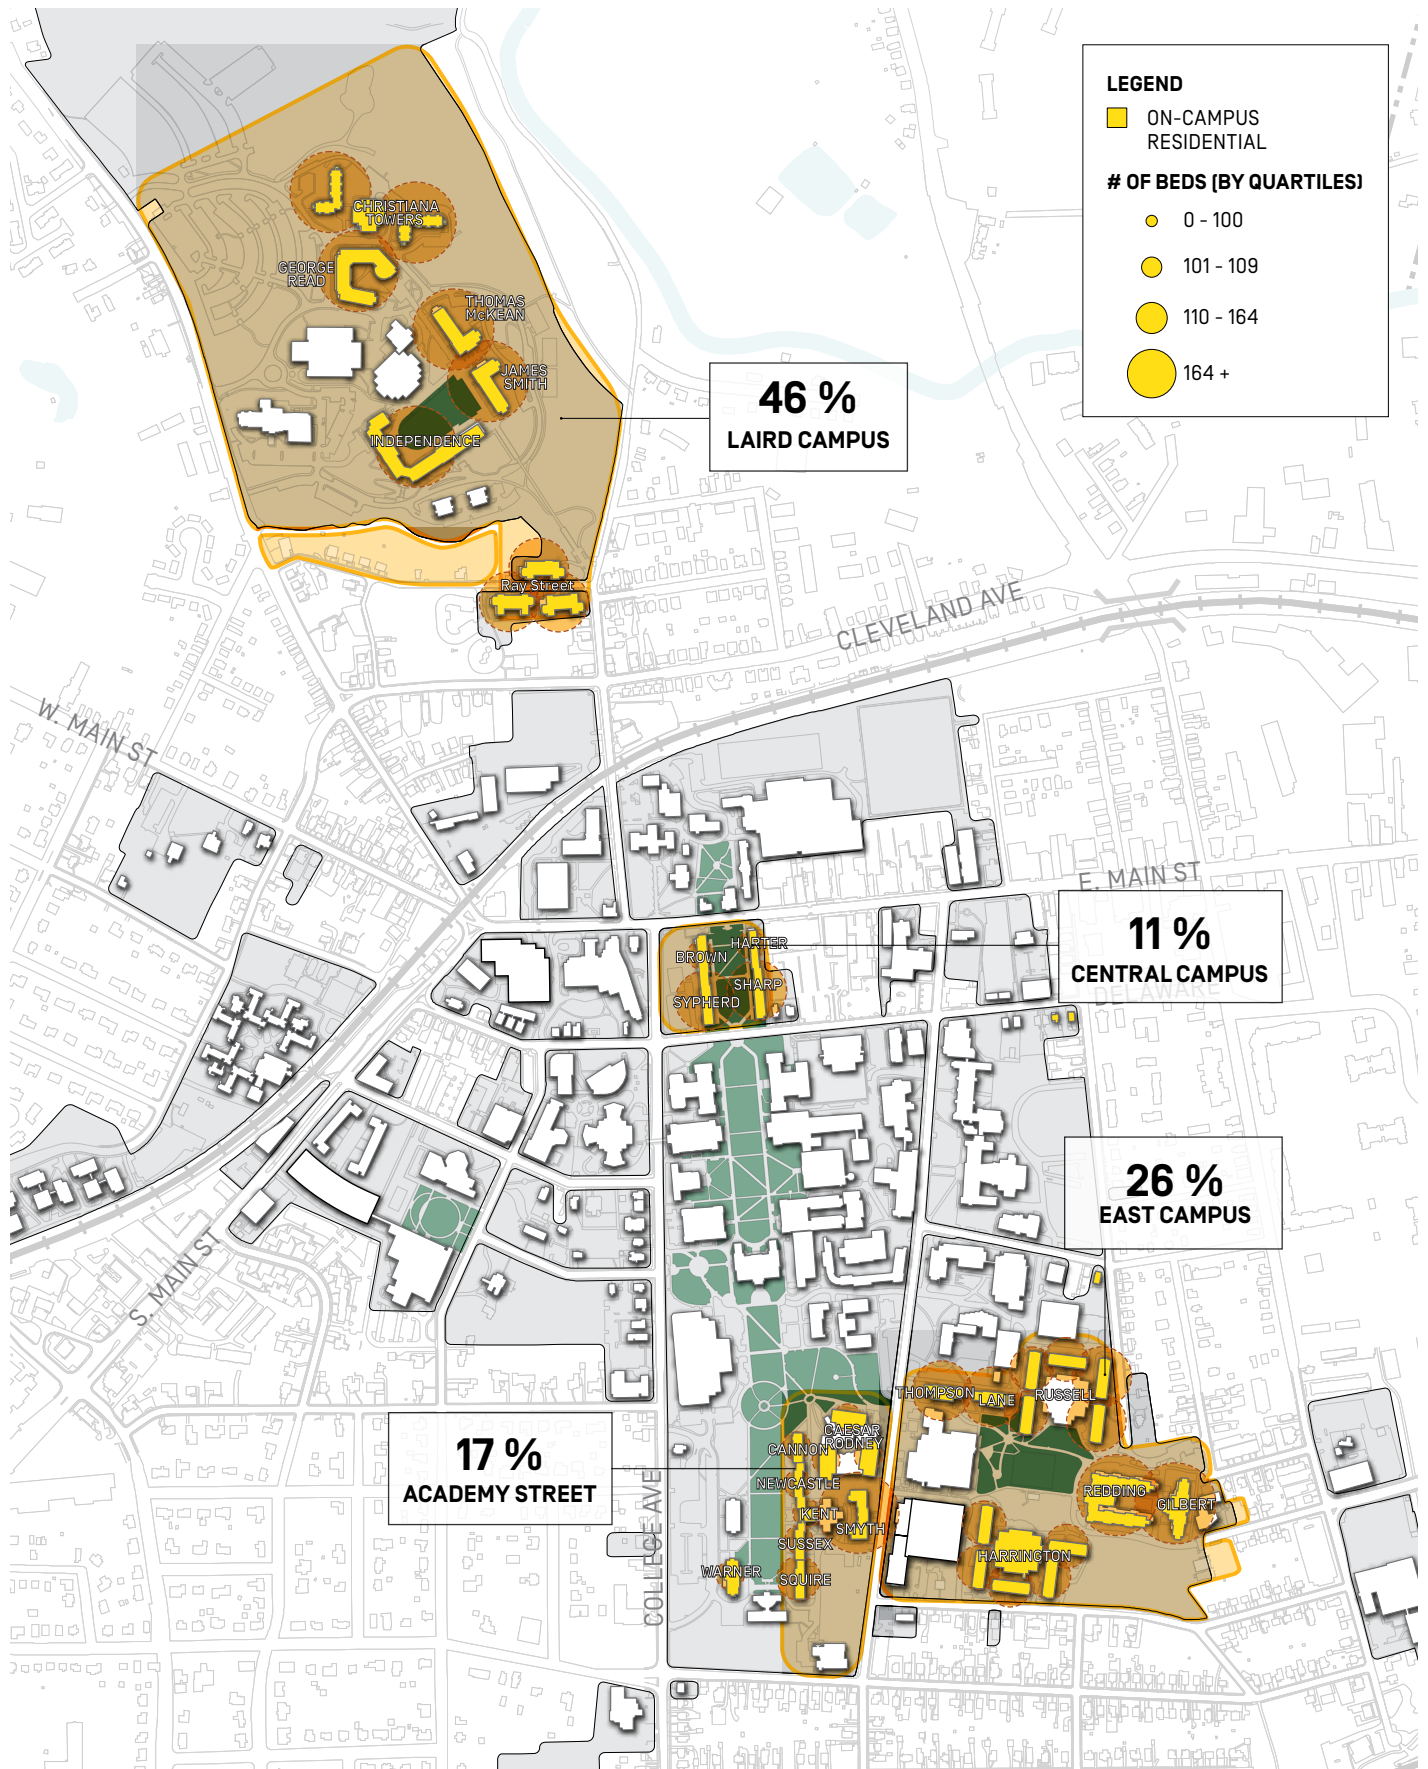 LEGEND
ON-CAMPUS
RESIDENTIAL
# OF BEDS (BY QUARTILES)
0 - 100
101 - 109
110 - 164
164 +
CHRISTIANA
TOWERS
GEORGE
READ
THOMAS
McKEAN
JAMES
SMITH
INDEPENDENCE
46 %
LAIRD CAMPUS
Ray Street
CLEVELAND AVE
W. MAIN ST
E. MAIN ST
11 %
CENTRAL CAMPUS
DELAWARE
HARTER
BROWN
SHARP
SYPHERD
26 %
EAST CAMPUS
S. MAIN ST
THOMPSON
LANE
RUSSELL
CAESAR
RODNEY
CANNON
17 %
ACADEMY STREET
NEWCASTLE
KENT
SMYTH
SUSSEX
REDDING
GILBERT
HARRINGTON
WARNER
SQUIRE
COLLEGE AVE